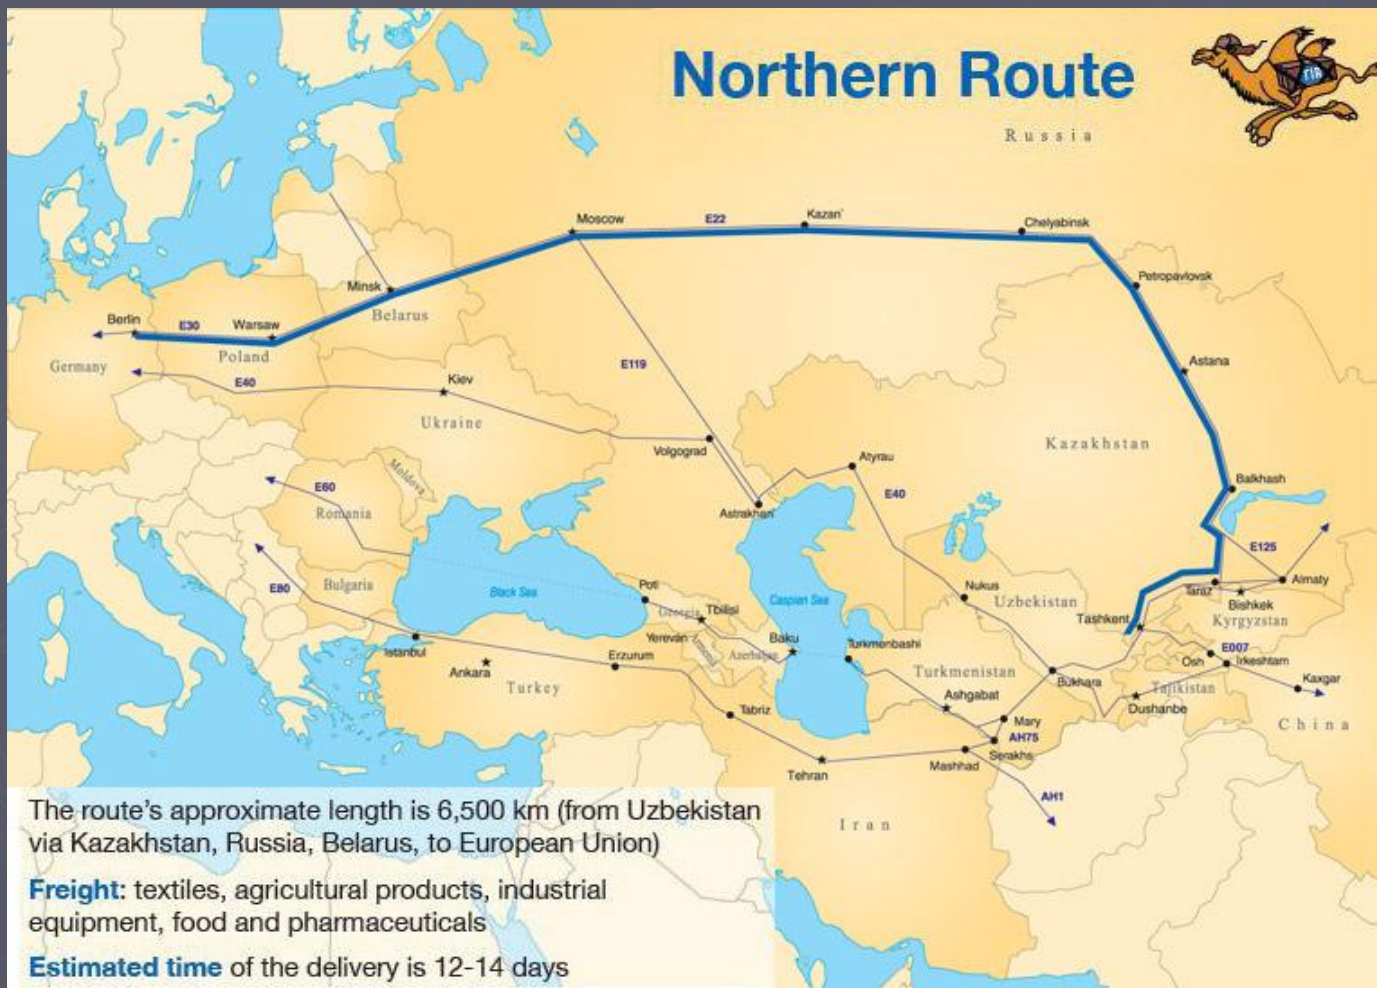 Northern Route
TIR
Russia
Moscow
E22
Kazan'
Chelyabinsk
Petropavlovsk
Minsk
Belarus
Berlin
E30
Warsaw
Poland
Germany
E40
Kiev
Ukraine
E119
Astana
Kazakhstan
Volgograd
Atyrau
E40
Balkhash
Moldova
E60
Romania
Astrakhan'
E125
Almaty
E80
Bulgaria
Black Sea
Poti
Georgia
Tbilisi
Caspian Sea
Nukus
Uzbekistan
Taraz
Bishkek
Kyrgyzstan
Tashkent
Istanbul
Ankara
Turkey
Erzurum
Yerevan
Armenia
Azerbaijan
Baku
Turkmenbashi
Turkmenistan
Ashgabat
Bukhara
E007
Osh
Irkeshtam
Tajikistan
Dushanbe
Kaxgar
China
Tabriz
Mary
AH75
Serakhs
Mashhad
Tehran
AH1
Iran
The route's approximate length is 6,500 km (from Uzbekistan
via Kazakhstan, Russia, Belarus, to European Union)
Freight: textiles, agricultural products, industrial
equipment, food and pharmaceuticals
Estimated time of the delivery is 12-14 days